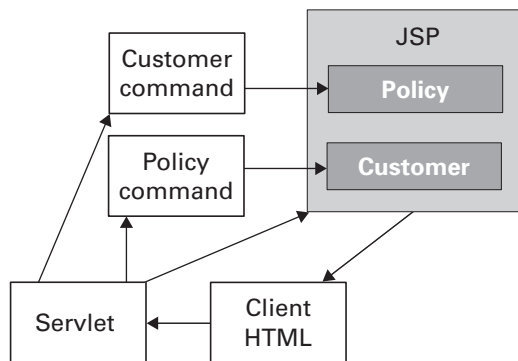 JSP
Customer
command
Policy
Policy
command
Customer
Servlet
Client
HTML